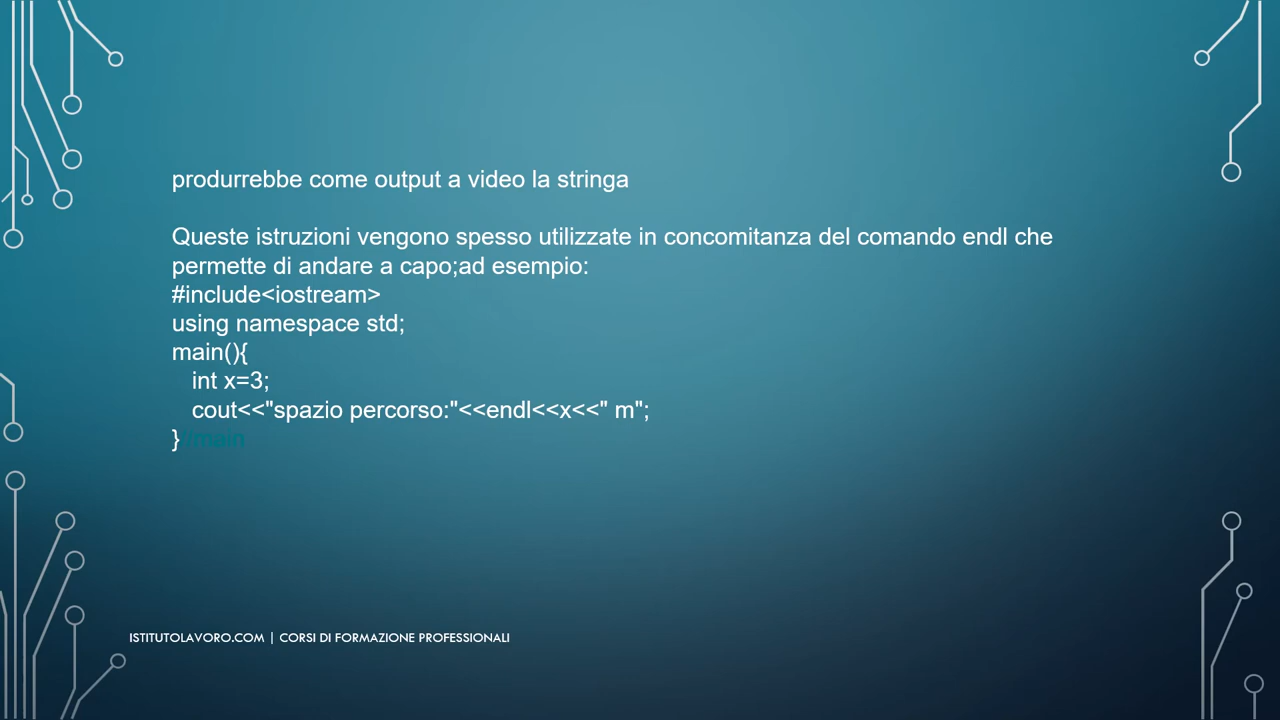 produrrebbe come output a video la stringa
Queste istruzioni vengono spesso utilizzate in concomitanza del comando endl che
permette di andare a capo;ad esempio:
#include<iostream>
using namespace std;
main(){
   int x=3;
   cout<<"spazio percorso:"<<endl<<x<<" m";
}//main
ISTITUTOLAVORO.COM | CORSI DI FORMAZIONE PROFESSIONALI